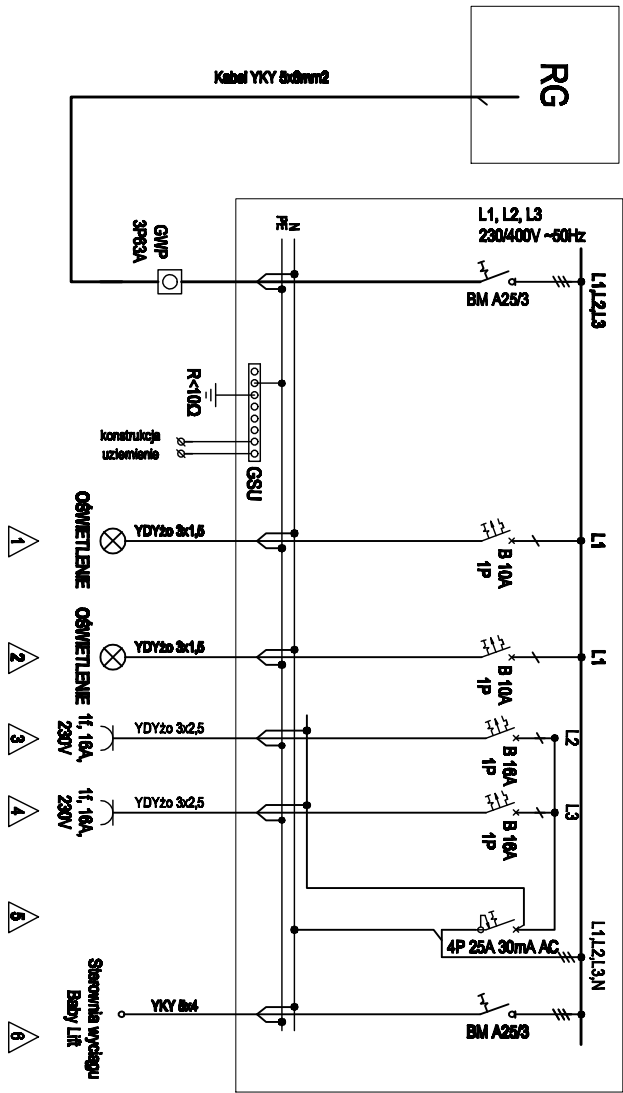 RG
Kabel YKY 5x6mm2
L1, L2, L3
230/400V ~50Hz
N
PE
GWP
3P63A
BM A25/3
L1,L2,L3
R<10Ω
GSU
konstrukcja
uziemienie
OŚWIETLENIE
YDYżo 3x1,5
B 10A
1P
L1
1
OŚWIETLENIE
YDYżo 3x1,5
B 10A
1P
L1
2
1f, 16A,
230V
YDYżo 3x2,5
B 16A
1P
L2
3
1f, 16A,
230V
YDYżo 3x2,5
B 16A
1P
L3
4
4P 25A 30mA AC
L1,L2,L3,N
5
Sterownia wyciągu
Baby Lift
YKY 5x4
BM A25/3
6